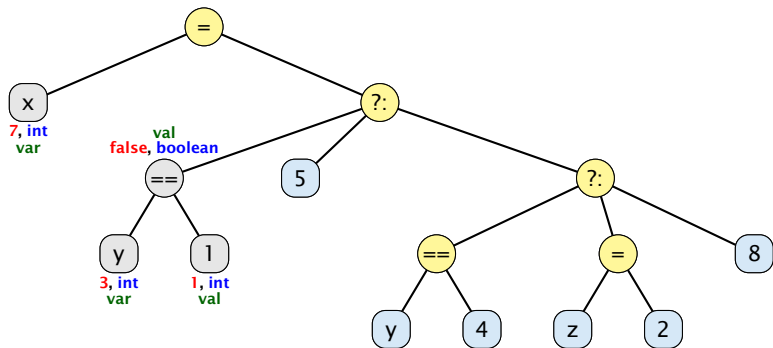 =
x
?:
7, int
var
val
false, boolean
==
5
?:
y
1
==
=
8
3, int
var
1, int
val
y
4
z
2